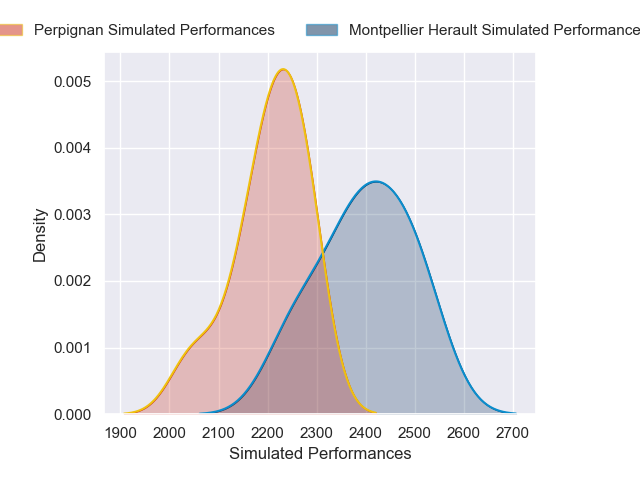 Perpignan Simulated Performances
Montpellier Herault Simulated Performance
0.005
0.004
0.003
0.002
0.001
0.000
Density
1900 2000 2100 2200 2300 2400 2500 2600 2700
Simulated Performances